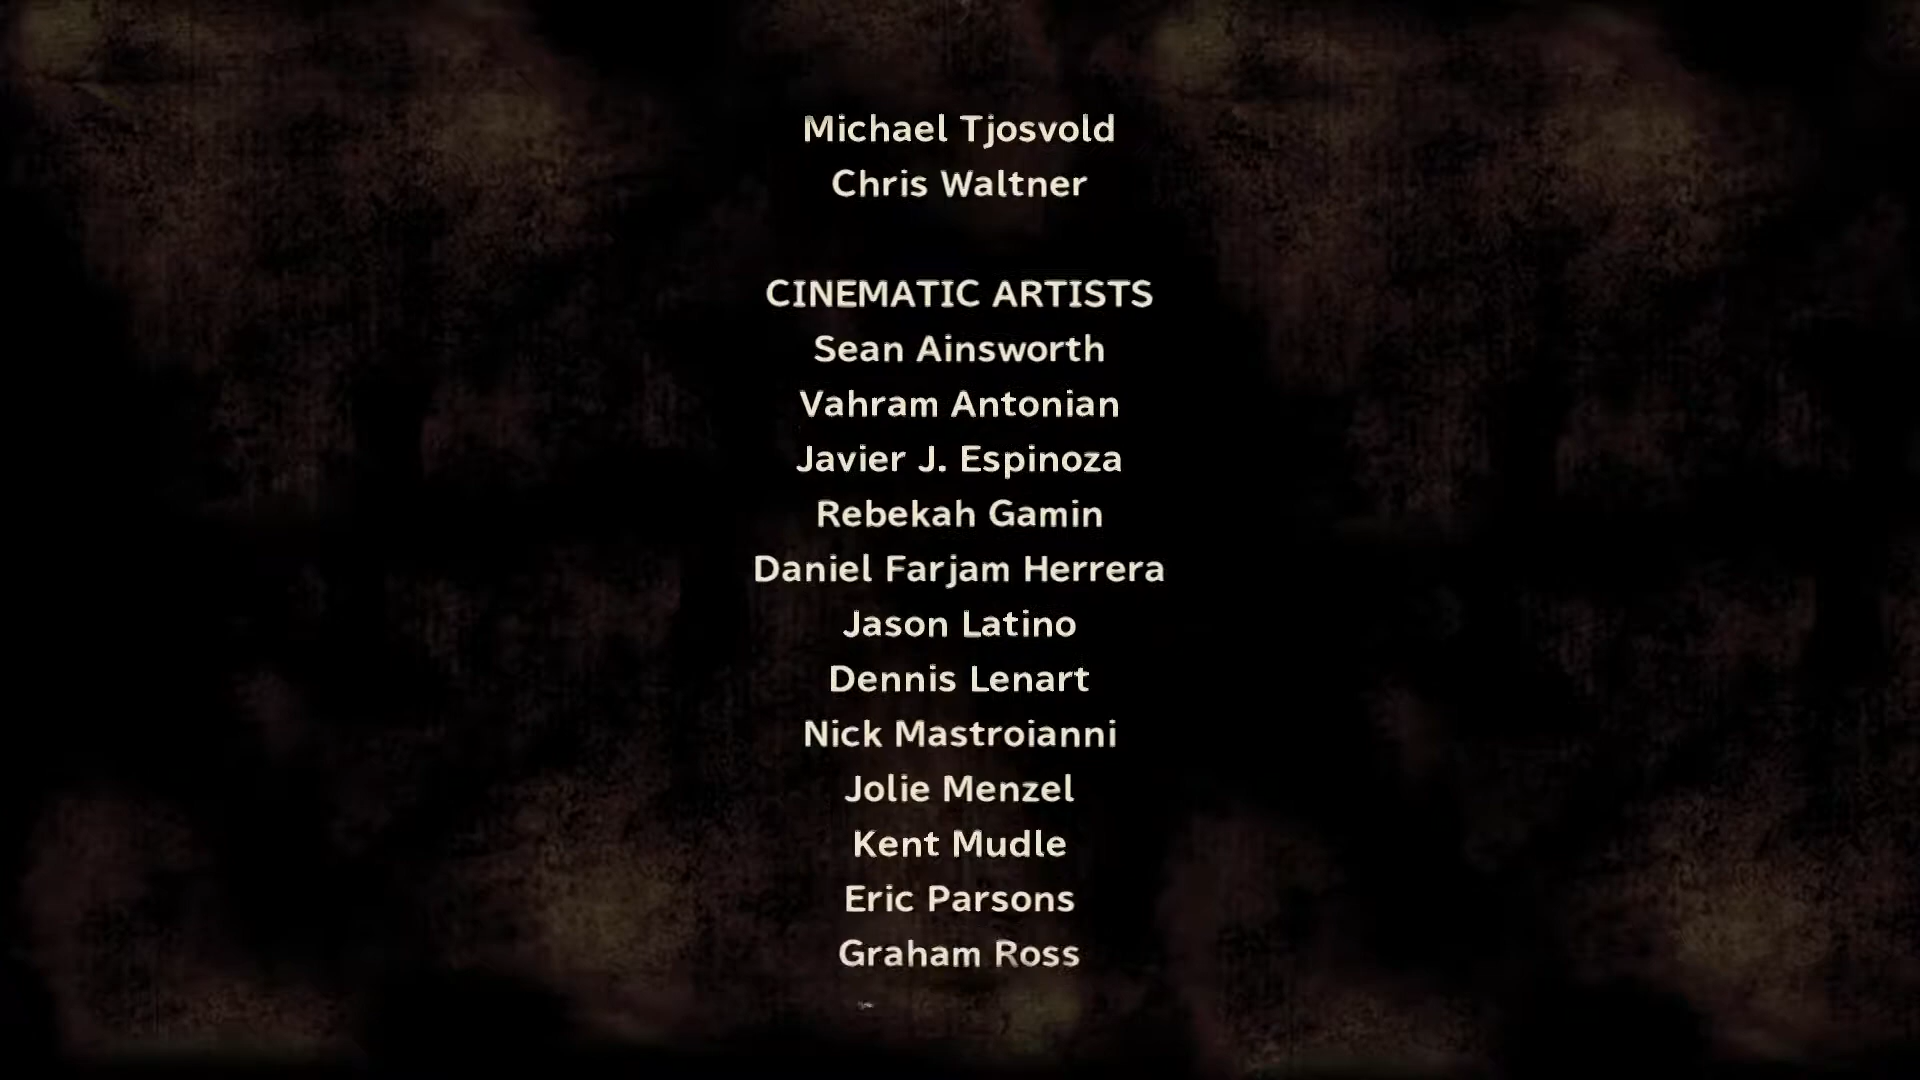 Michael Tjosvold
Chris Waltner
CINEMATIC ARTISTS
Sean Ainsworth
Vahram Antonian
Javier J. Espinoza
Rebekah Gamin
Daniel Farjam Herrera
Jason Latino
Dennis Lenart
Nick Mastroianni
Jolie Menzel
Kent Mudle
Eric Parsons
Graham Ross